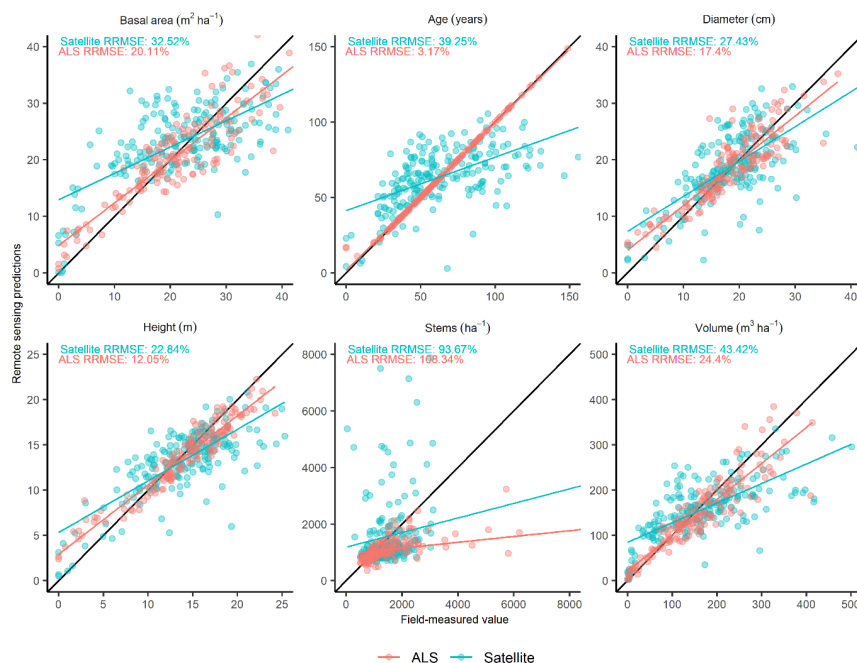 Remote sensing predictions
Basal area (m² ha⁻¹)
Satellite RRMSE: 32.52%
ALS RRMSE: 20.11%
40
30
20
10
0
0 10 20 30 40
Age (years)
Satellite RRMSE: 39.25%
ALS RRMSE: 3.17%
150
100
50
0
0 50 100 150
Diameter (cm)
Satellite RRMSE: 27.43%
ALS RRMSE: 17.4%
40
30
20
10
0
0 10 20 30 40
Height (m)
Satellite RRMSE: 22.84%
ALS RRMSE: 12.05%
25
20
15
10
5
0
0 5 10 15 20 25
Stems (ha⁻¹)
Satellite RRMSE: 93.67%
ALS RRMSE:
8000
6000
4000
2000
0
0 2000 4000 6000 8000
Volume (m³ ha⁻¹)
Satellite RRMSE: 43.42%
ALS RRMSE: 24.4%
500
400
300
200
100
0
0 100 200 300 400 500
Field-measured value
ALS Satellite